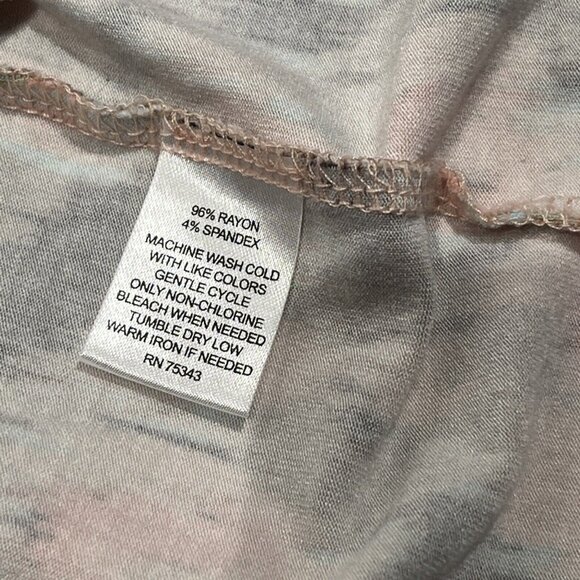 96% RAYON
4% SPANDEX
MACHINE WASH COLD
WITH LIKE COLORS
GENTLE CYCLE
ONLY NON-CHLORINE
BLEACH WHEN NEEDED
TUMBLE DRY LOW
WARM IRON IF NEEDED
RN 75343